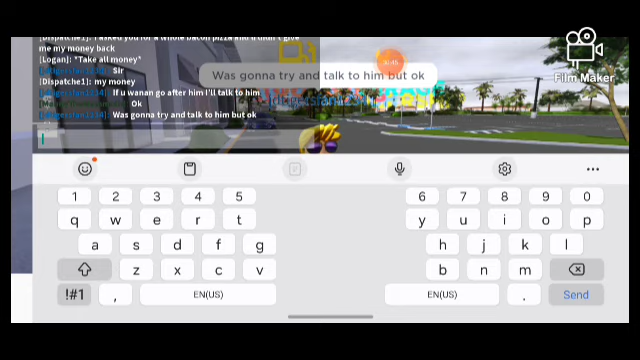 [Dispatch1]: I asked you for a whole bacon pizza and u didn't give
me my money back
[Logan]: *Take all money*
Sir
[Dispatch1]: my money
If u wanan go after him I'll talk to him
Ok
Was gonna try and talk to him but ok
Was gonna try and talk to him but ok
Film Maker
1 2 3 4 5 6 7 8 9 0
q w e r t y u i o p
a s d f g h j k l
z x c v b n m
!#1 , EN(US) EN(US) . Send